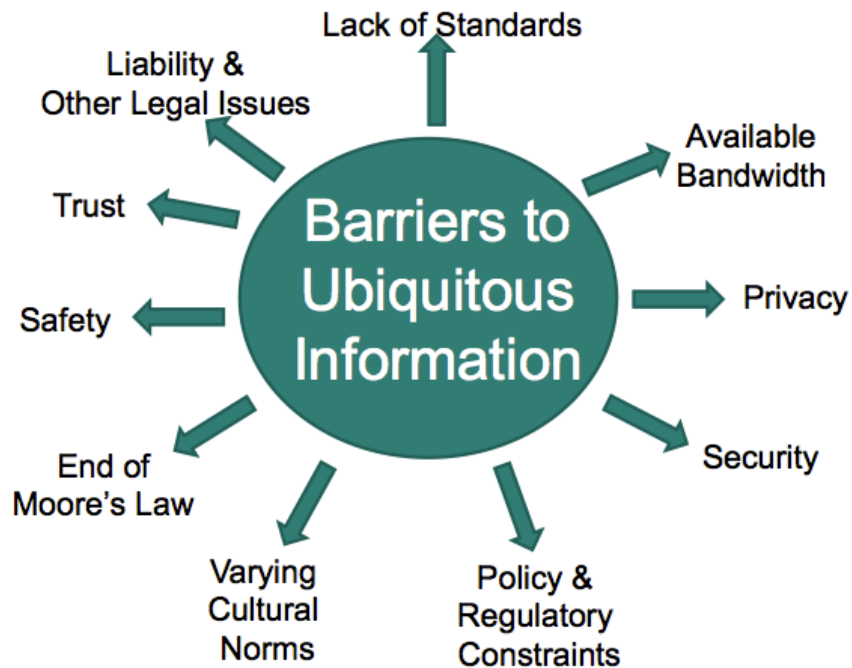 Barriers to
Ubiquitous
Information
Lack of Standards
Available
Bandwidth
Privacy
Security
Policy &
Regulatory
Constraints
Varying
Cultural
Norms
End of
Moore's Law
Safety
Trust
Liability &
Other Legal Issues